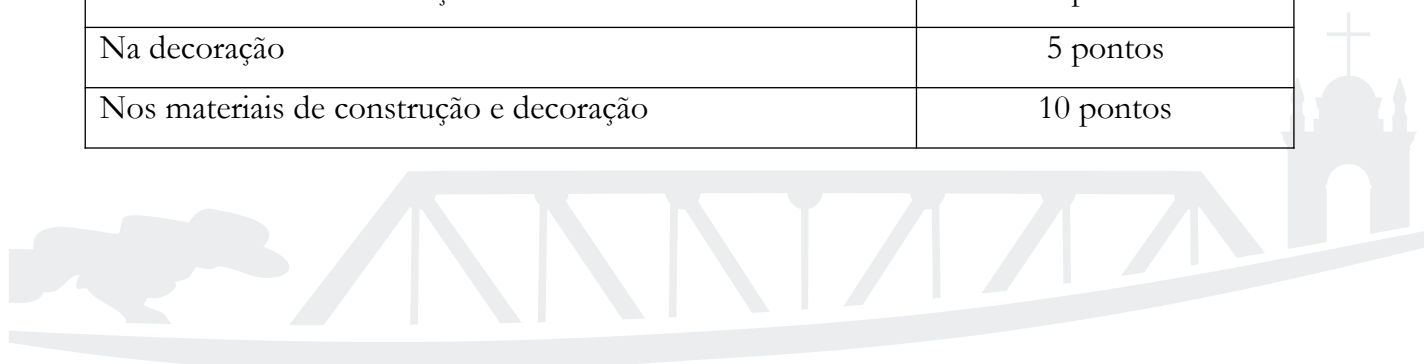 Na decoração
5 pontos
Nos materiais de construção e decoração
10 pontos